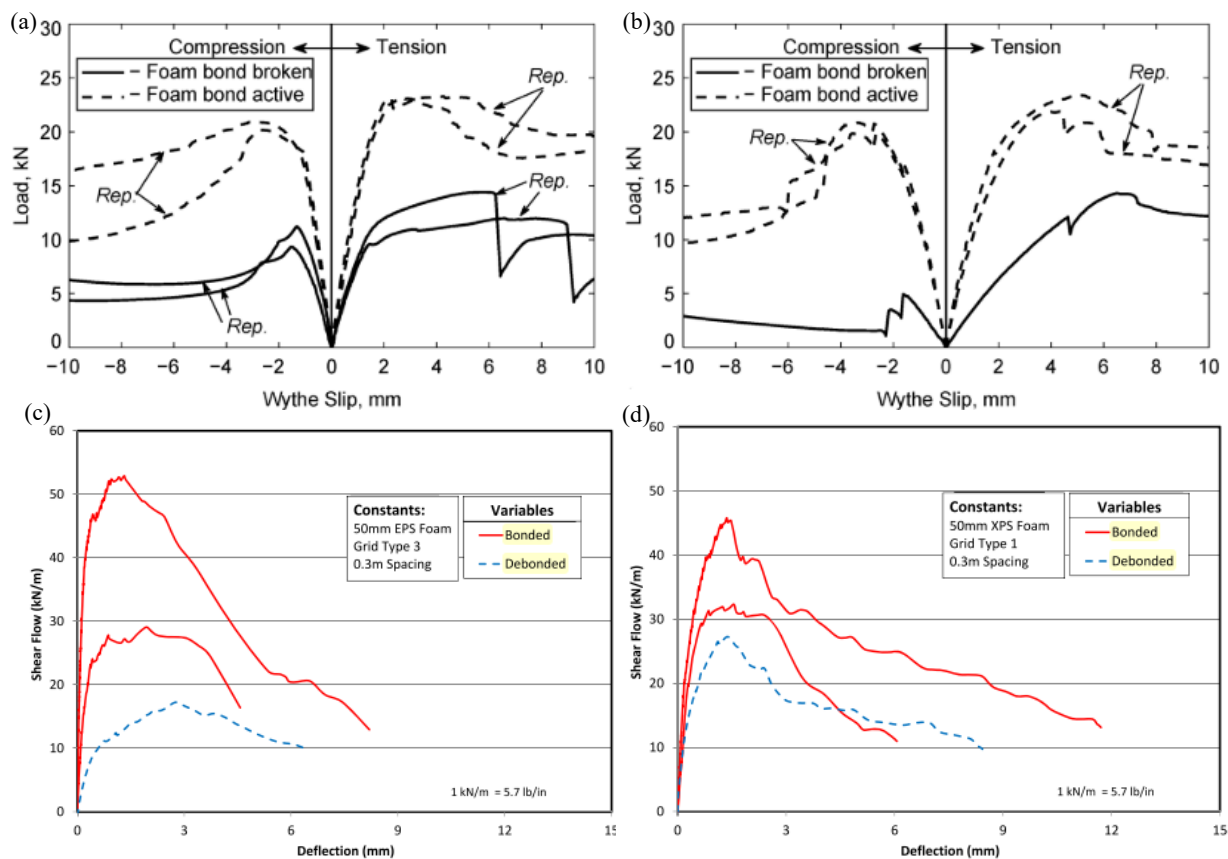 (a)
30
25
20
15
10
5
0
Load, kN
Compression
Tension
– Foam bond broken
– Foam bond active
Rep.
Rep.
Rep.
Rep.
−10 −8 −6 −4 −2 0 2 4 6 8 10
Wythe Slip, mm
(b)
30
25
20
15
10
5
0
Load, kN
Compression
Tension
– Foam bond broken
– Foam bond active
Rep.
Rep.
−10 −8 −6 −4 −2 0 2 4 6 8 10
Wythe Slip, mm
(c)
60
50
40
30
20
10
0
Shear Flow (kN/m)
Constants:
50mm EPS Foam
Grid Type 3
0.3m Spacing
Variables
Bonded
Debonded
1 kN/m = 5.7 lb/in
0 3 6 9 12 15
Deflection (mm)
(d)
60
50
40
30
20
10
0
Shear Flow (kN/m)
Constants:
50mm XPS Foam
Grid Type 1
0.3m Spacing
Variables
Bonded
Debonded
1 kN/m = 5.7 lb/in
0 3 6 9 12 15
Deflection (mm)